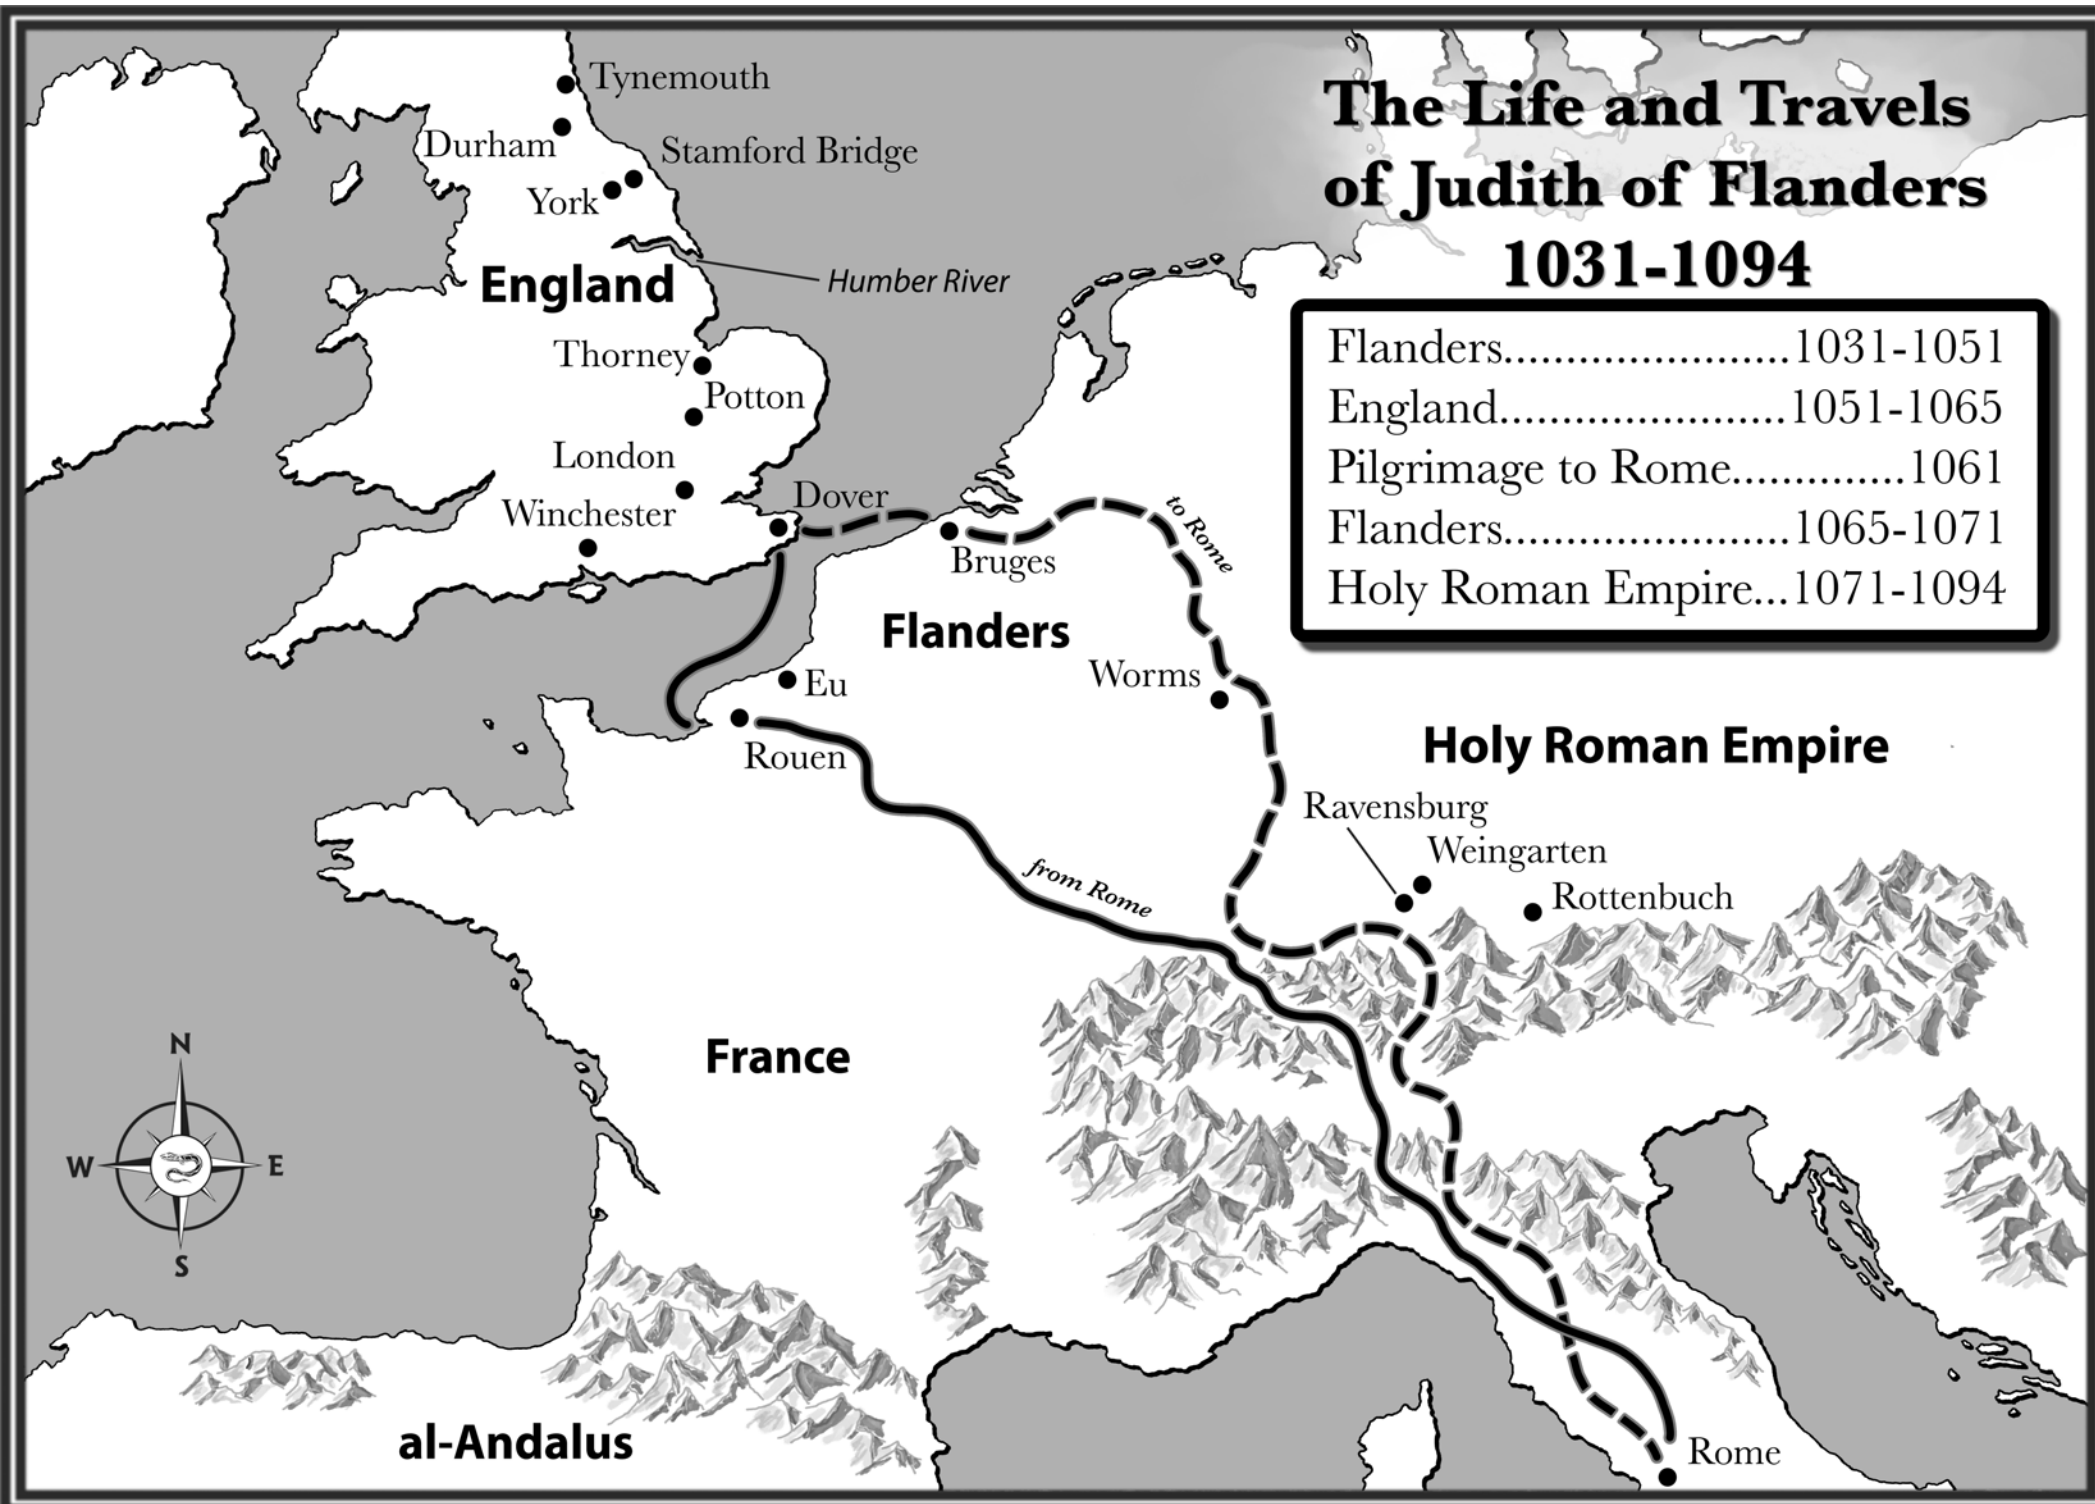 The Life and Travels
of Judith of Flanders
1031-1094
Flanders.......................1031-1051
England.......................1051-1065
Pilgrimage to Rome..............1061
Flanders.......................1065-1071
Holy Roman Empire...1071-1094
Tynemouth
Durham
Stamford Bridge
York
England
Humber River
Thorney
Potton
London
Dover
Winchester
Bruges
to Rome
Flanders
Eu
Worms
Rouen
Holy Roman Empire
Ravensburg
Weingarten
from Rome
Rottenbuch
France
N
W
E
S
al-Andalus
Rome